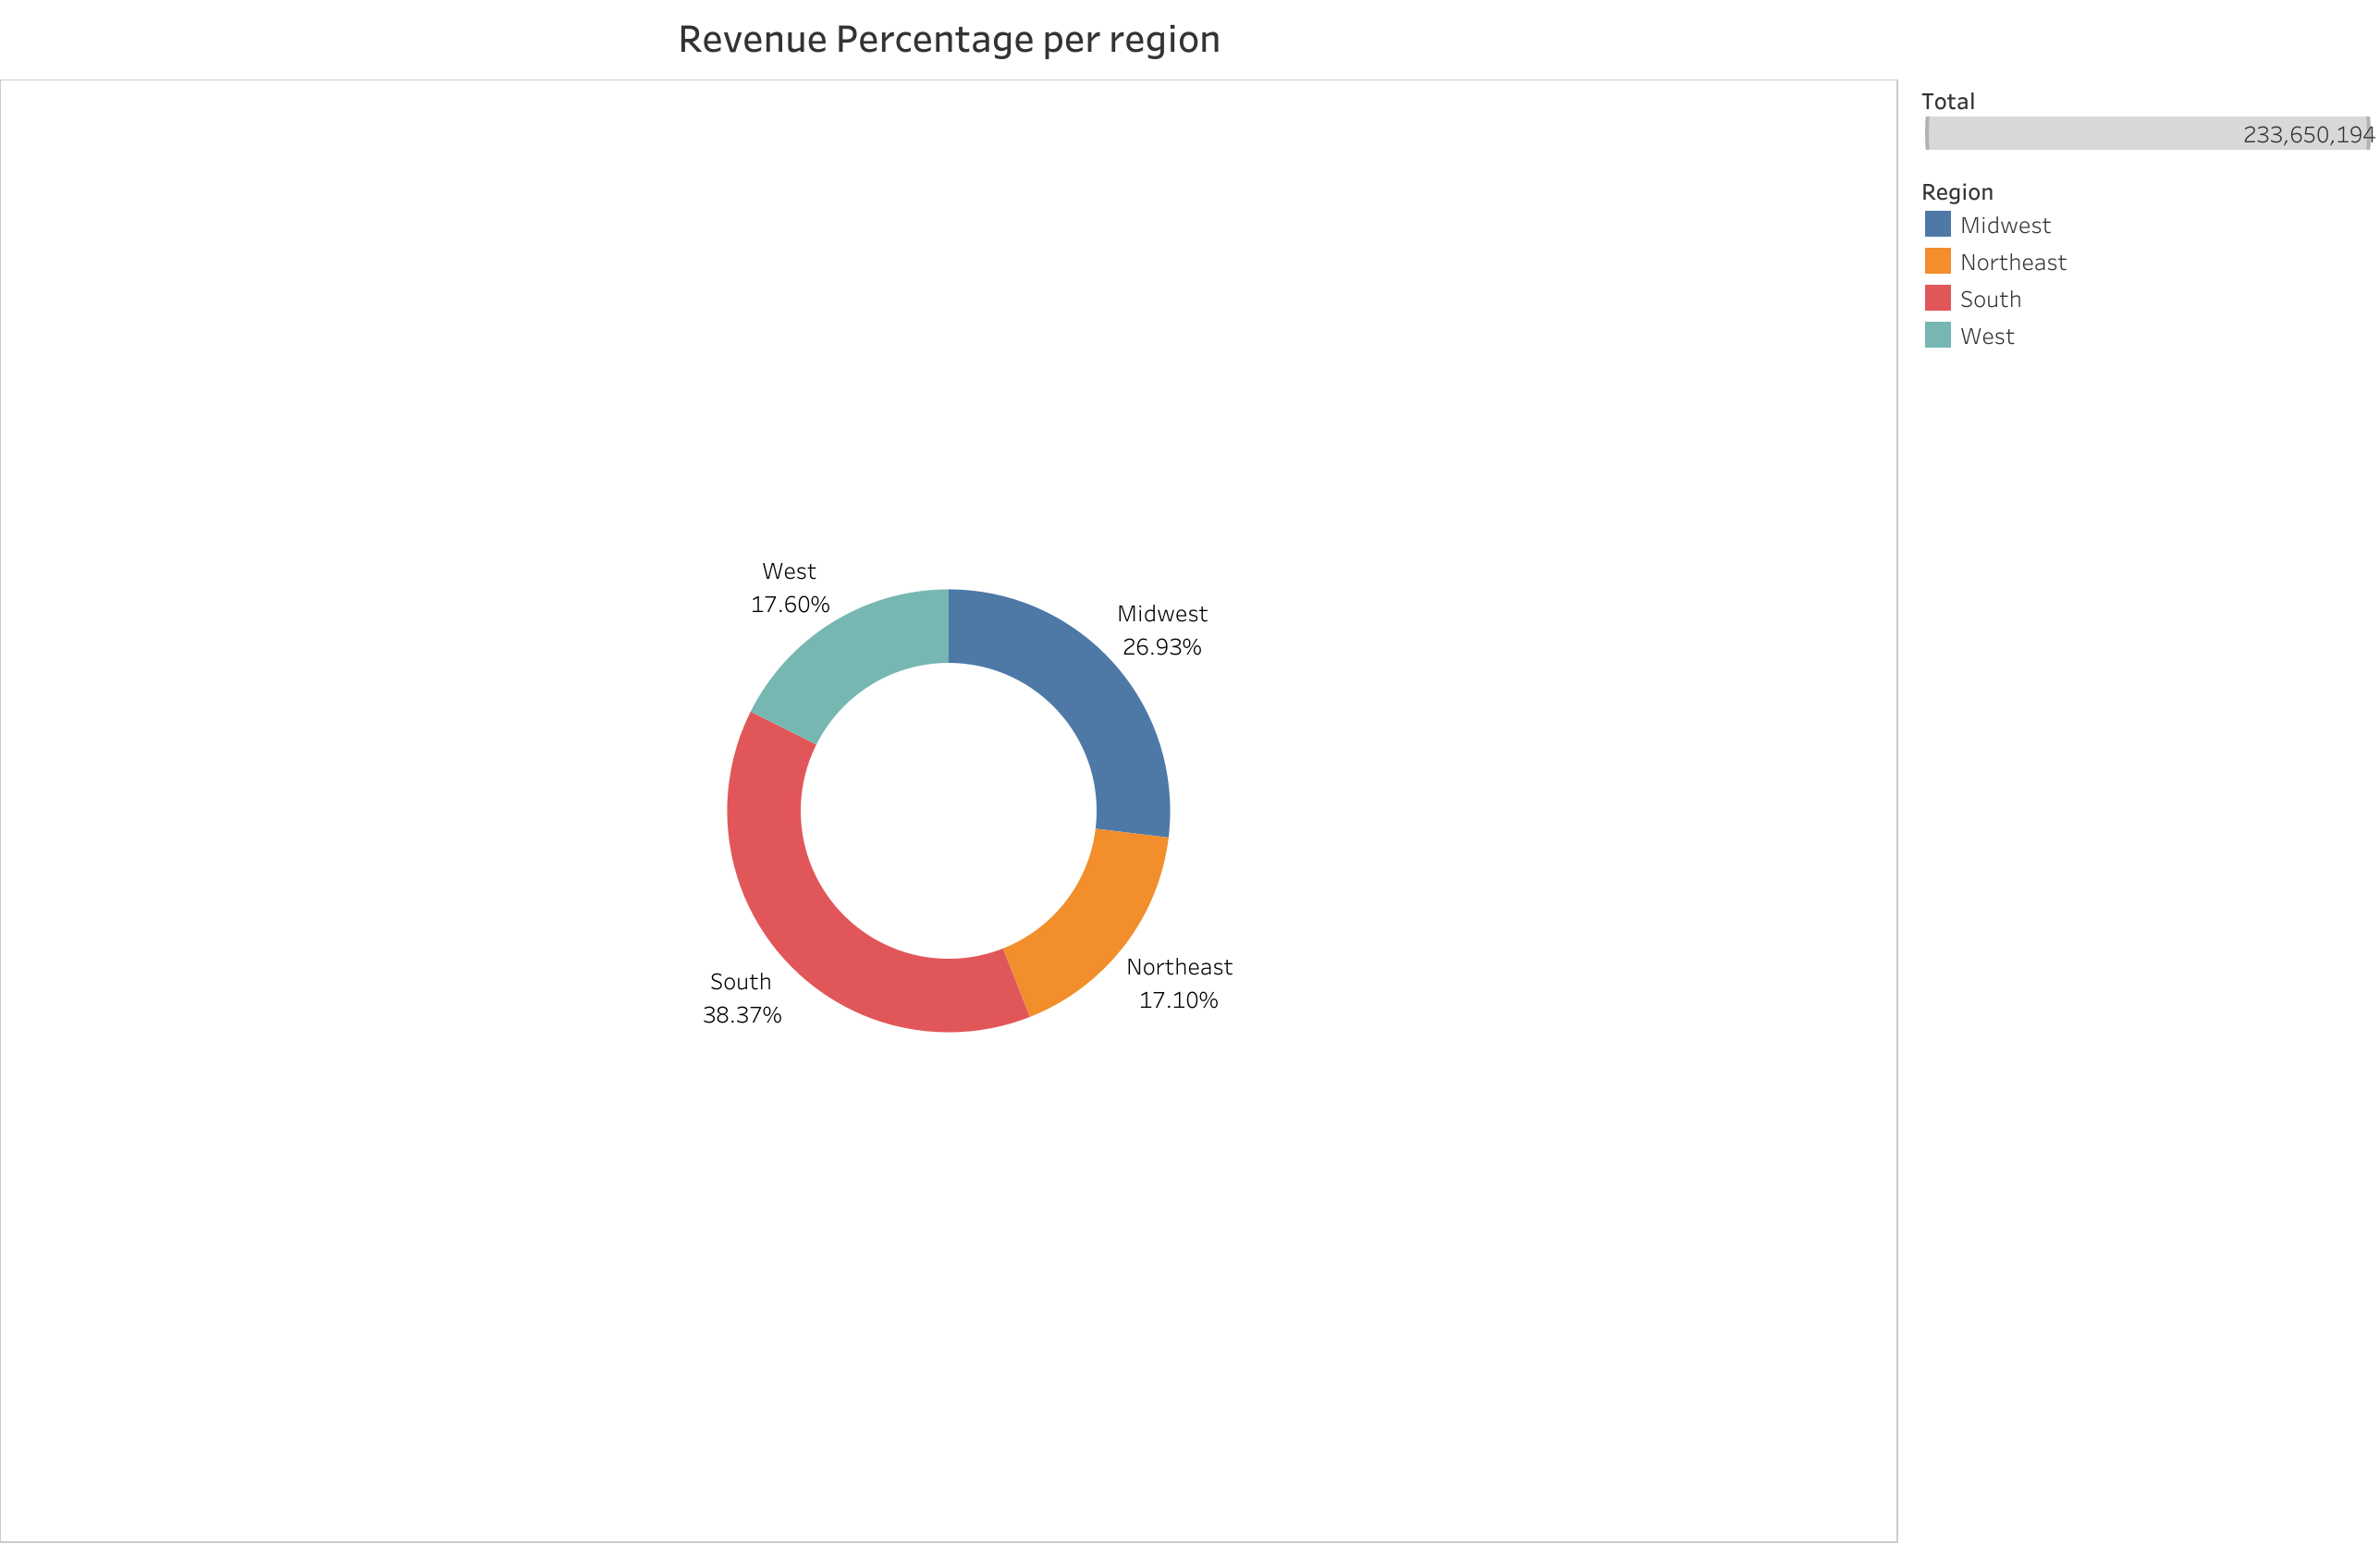 Revenue Percentage per region
Total
233,650,194
Region
Midwest
Northeast
South
West
West
17.60%
Midwest
26.93%
Northeast
17.10%
South
38.37%